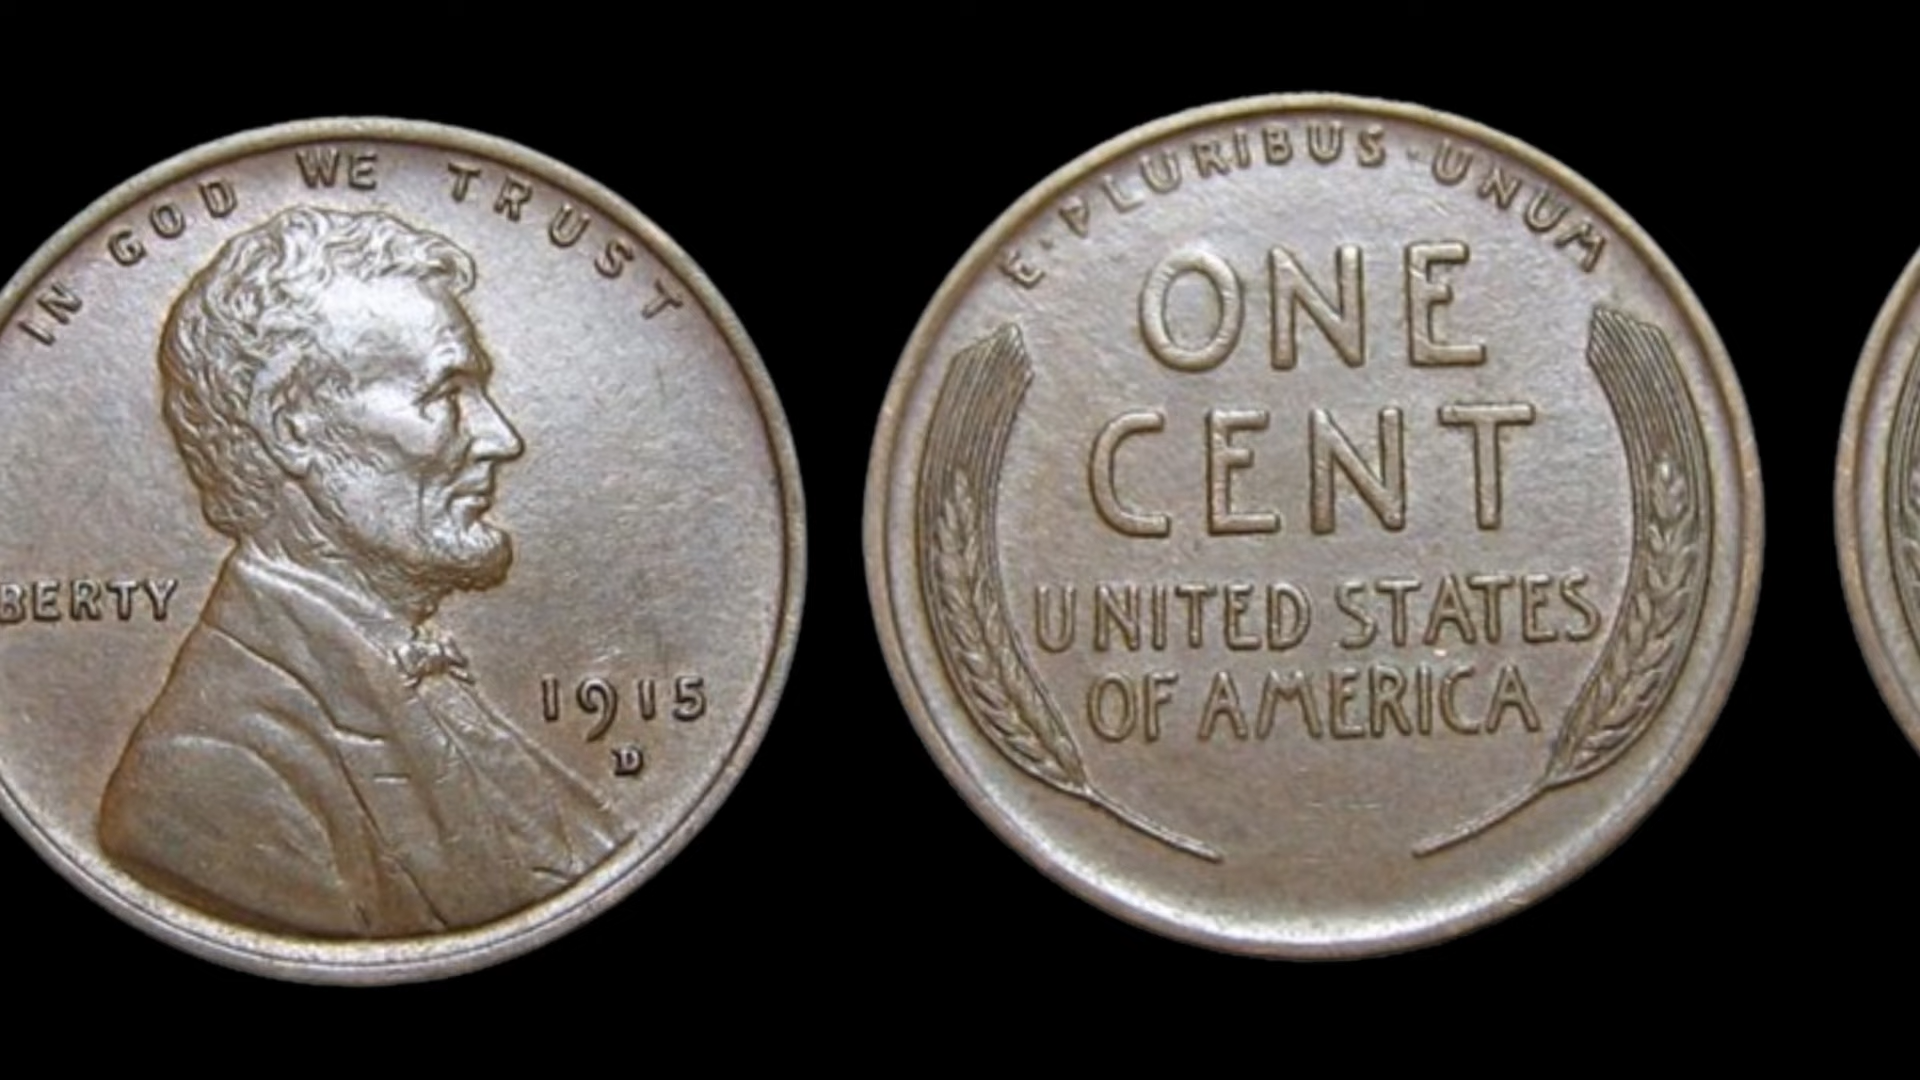 IN GOD WE TRUST
BERTY
1915
D
E·PLURIBUS·UNUM
ONE
CENT
UNITED STATES
OF AMERICA